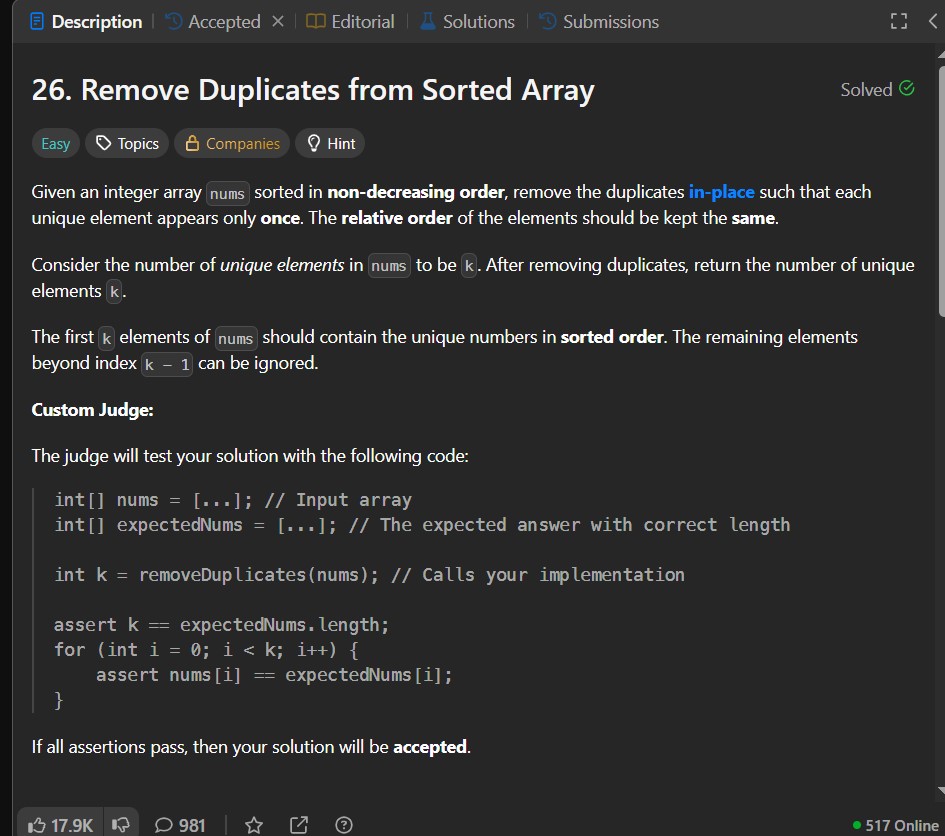 Description | Accepted × | Editorial | Solutions | Submissions
26. Remove Duplicates from Sorted Array
Solved
Easy Topics Companies Hint
Given an integer array nums sorted in non-decreasing order, remove the duplicates in-place such that each
unique element appears only once. The relative order of the elements should be kept the same.
Consider the number of unique elements in nums to be k. After removing duplicates, return the number of unique
elements k.
The first k elements of nums should contain the unique numbers in sorted order. The remaining elements
beyond index k - 1 can be ignored.
Custom Judge:
The judge will test your solution with the following code:
int[] nums = [...]; // Input array
int[] expectedNums = [...]; // The expected answer with correct length
int k = removeDuplicates(nums); // Calls your implementation
assert k == expectedNums.length;
for (int i = 0; i < k; i++) {
    assert nums[i] == expectedNums[i];
}
If all assertions pass, then your solution will be accepted.
17.9K 981 517 Online